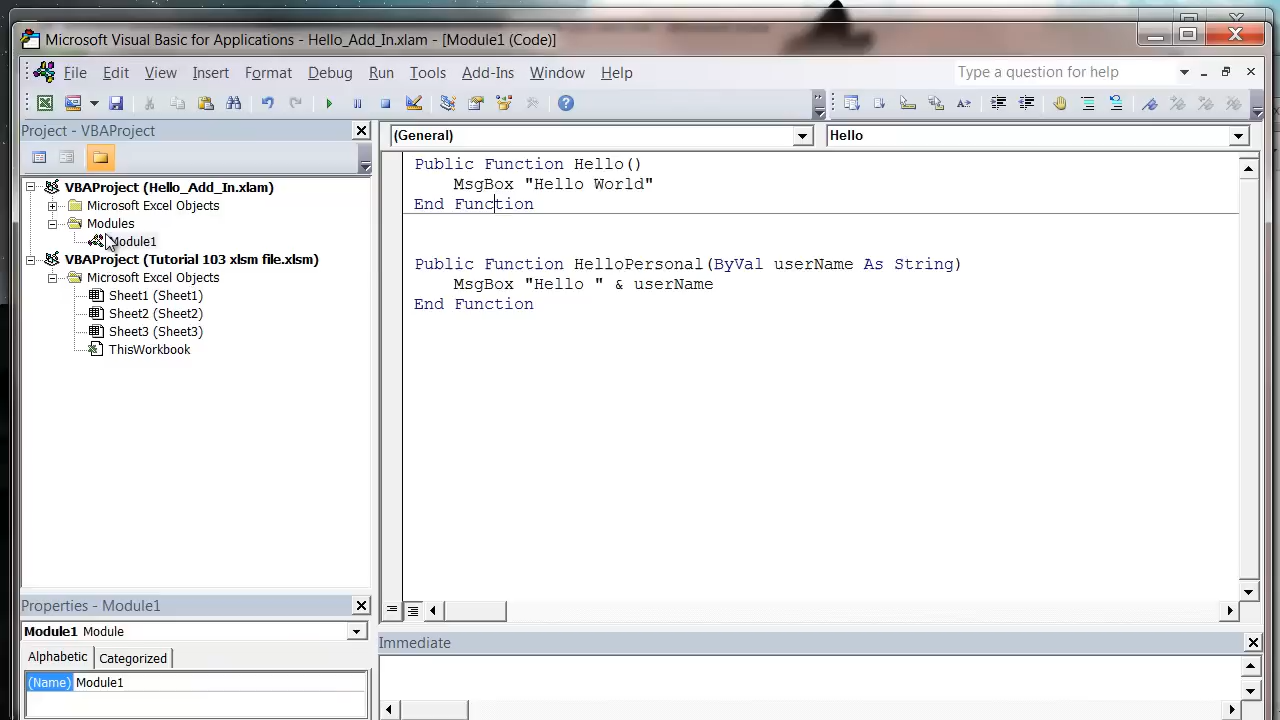 Microsoft Visual Basic for Applications - Hello_Add_In.xlam - [Module1 (Code)]
File Edit View Insert Format Debug Run Tools Add-Ins Window Help
Type a question for help
Project - VBAProject
(General)
Hello
VBAProject (Hello_Add_In.xlam)
Microsoft Excel Objects
Modules
Module1
VBAProject (Tutorial 103 xlsm file.xlsm)
Microsoft Excel Objects
Sheet1 (Sheet1)
Sheet2 (Sheet2)
Sheet3 (Sheet3)
ThisWorkbook
Public Function Hello()
MsgBox "Hello World"
End Function
Public Function HelloPersonal(ByVal userName As String)
MsgBox "Hello " & userName
End Function
Properties - Module1
Module1 Module
Alphabetic Categorized
(Name) Module1
Immediate